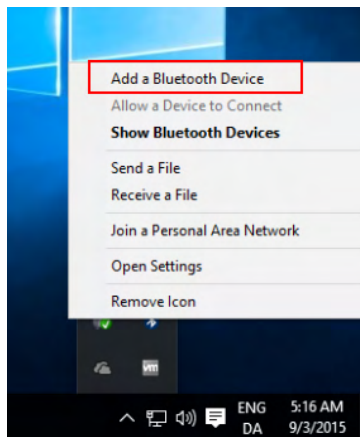 Add a Bluetooth Device
Allow a Device to Connect
Show Bluetooth Devices
Send a File
Receive a File
Join a Personal Area Network
Open Settings
Remove Icon
vm
ENG 5:16 AM
DA 9/3/2015